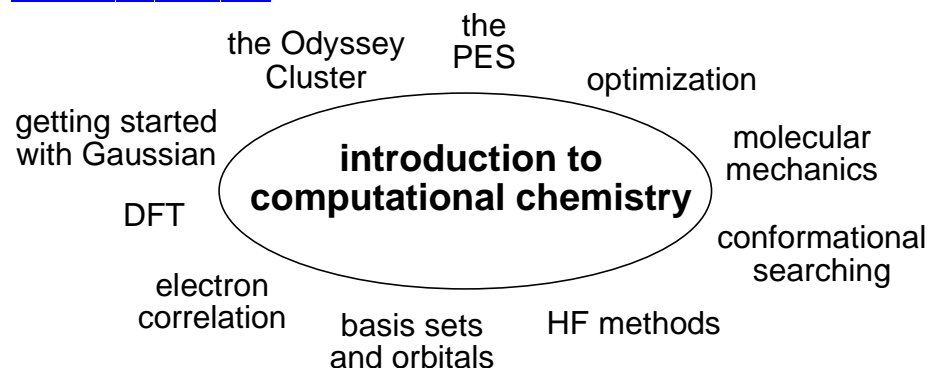 the
PES
the Odyssey
Cluster
optimization
getting started
with Gaussian
molecular
mechanics
introduction to
computational chemistry
DFT
conformational
searching
electron
correlation
HF methods
basis sets
and orbitals